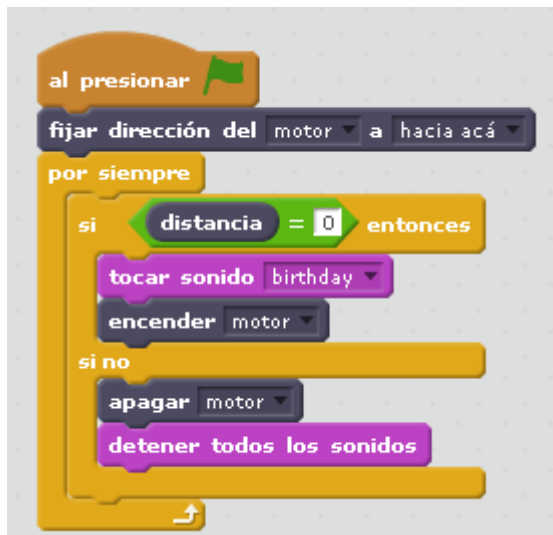 al presionar
fijar dirección del motor a hacia acá
por siempre
si distancia = 0 entonces
tocar sonido birthday
encender motor
si no
apagar motor
detener todos los sonidos